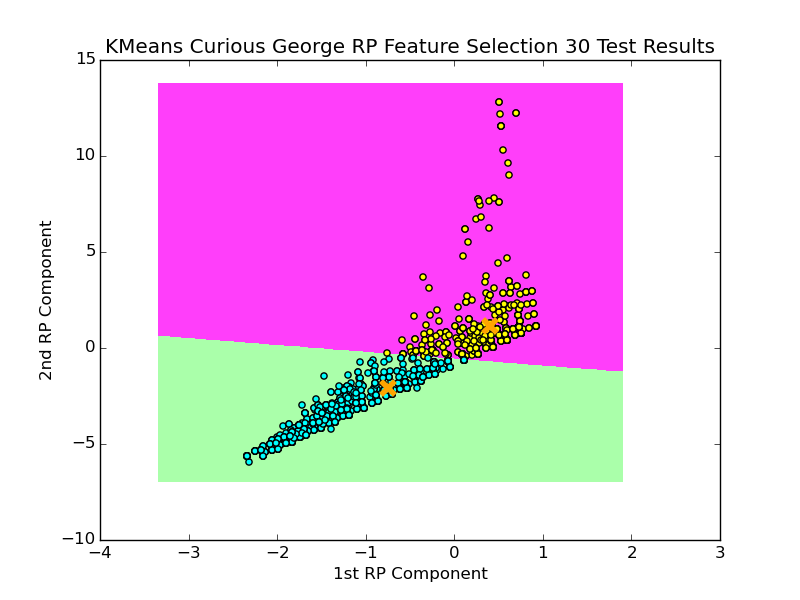 KMeans Curious George RP Feature Selection 30 Test Results
15
10
5
0
−5
−10
2nd RP Component
−4 −3 −2 −1 0 1 2 3
1st RP Component